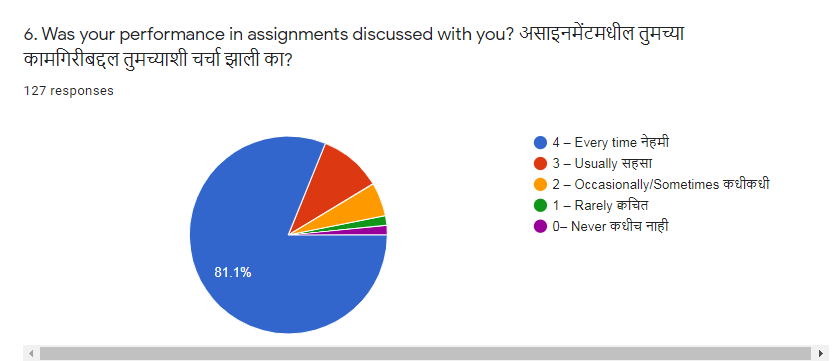 6. Was your performance in assignments discussed with you? असाइनमेंटमधील तुमच्या
कामगिरीबद्दल तुमच्याशी चर्चा झाली का?
127 responses
4 – Every time नेहमी
3 – Usually सहसा
2 – Occasionally/Sometimes कधीकधी
1 – Rarely क्वचित
0– Never कधीच नाही
81.1%